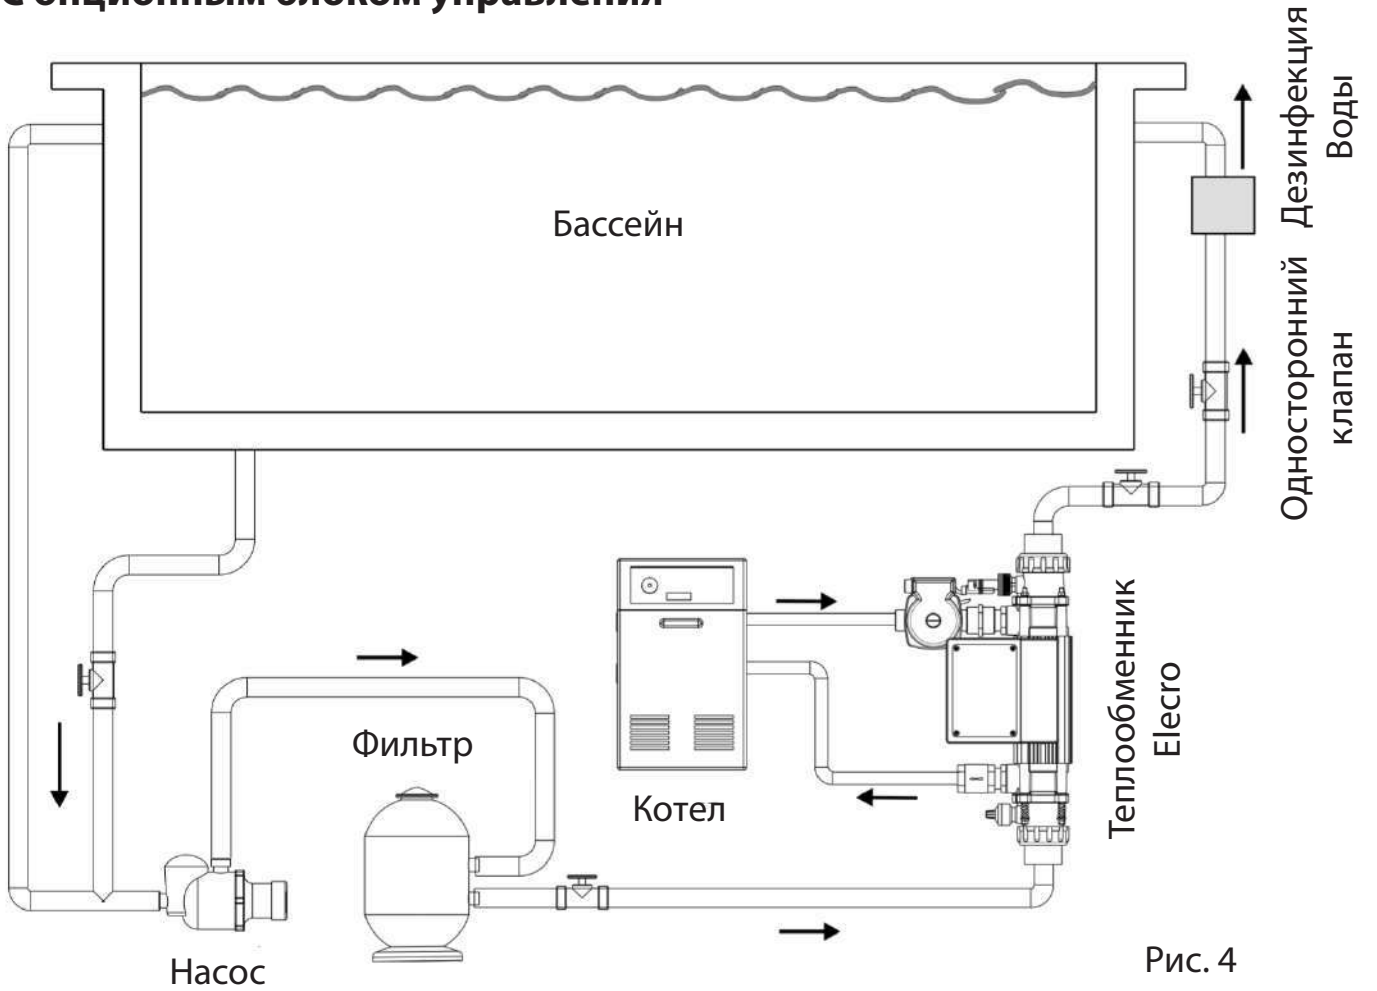 С опционным блоком управления
Бассейн
Дезинфекция
Воды
Односторонний
клапан
Теплообменник
Elecro
Фильтр
Котел
Насос
Рис. 4